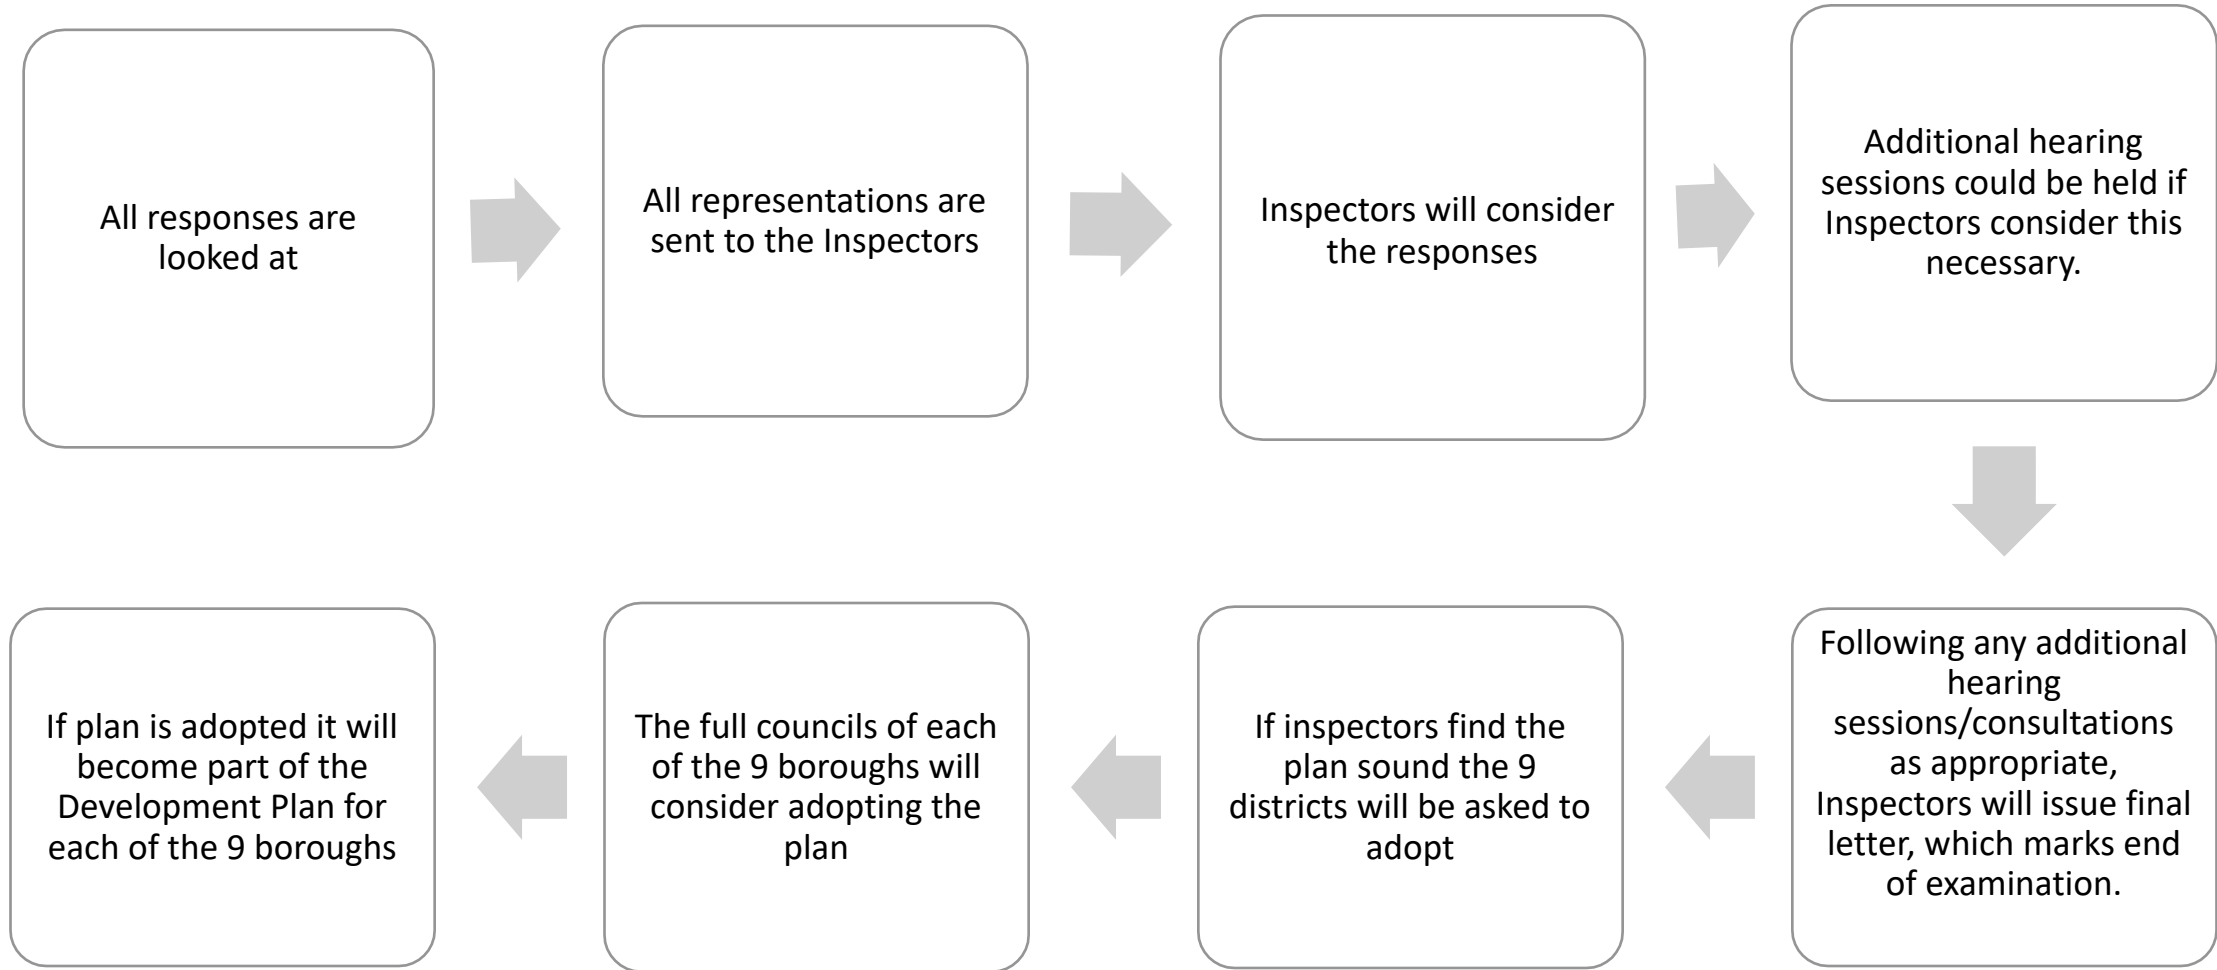 All responses are
looked at
All representations are
sent to the Inspectors
Inspectors will consider
the responses
Additional hearing
sessions could be held if
Inspectors consider this
necessary.
Following any additional
hearing
sessions/consultations
as appropriate,
Inspectors will issue final
letter, which marks end
of examination.
If inspectors find the
plan sound the 9
districts will be asked to
adopt
The full councils of each
of the 9 boroughs will
consider adopting the
plan
If plan is adopted it will
become part of the
Development Plan for
each of the 9 boroughs